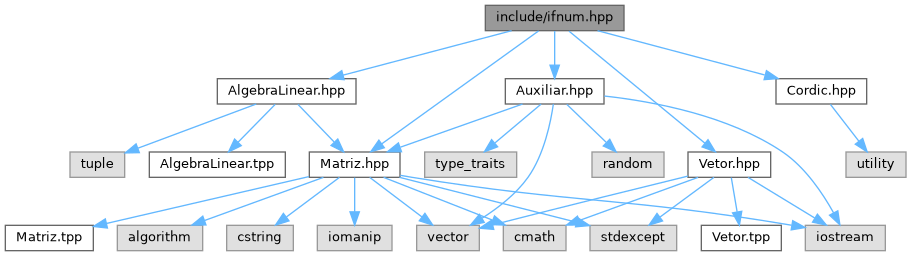 include/ifnum.hpp
AlgebraLinear.hpp
Auxiliar.hpp
Cordic.hpp
tuple
AlgebraLinear.tpp
Matriz.hpp
type_traits
random
Vetor.hpp
utility
Matriz.tpp
algorithm
cstring
iomanip
vector
cmath
stdexcept
Vetor.tpp
iostream